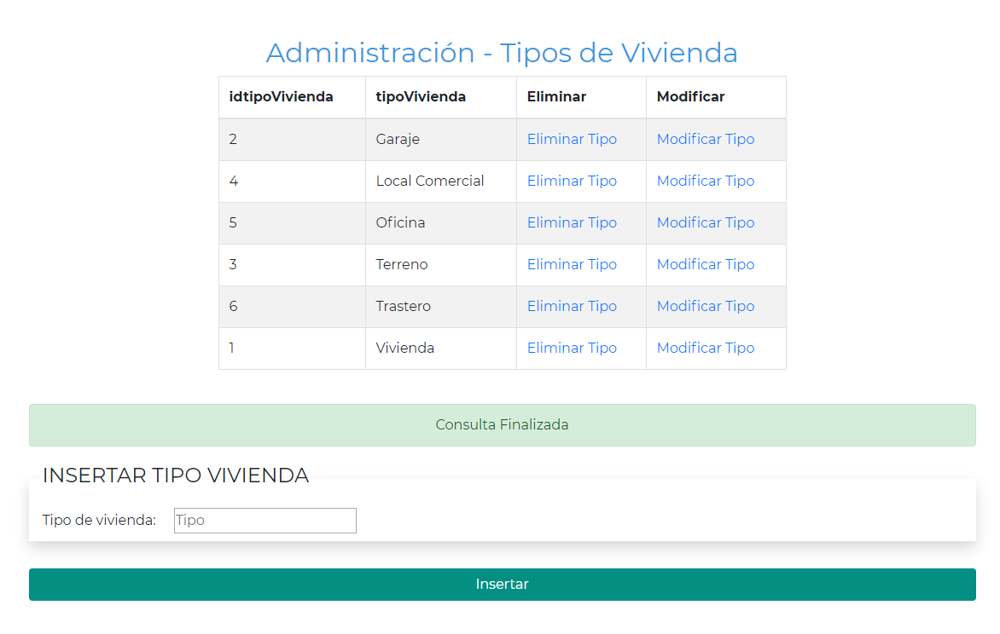 Administración - Tipos de Vivienda
idtipoVivienda tipoVivienda Eliminar Modificar
2 Garaje Eliminar Tipo Modificar Tipo
4 Local Comercial Eliminar Tipo Modificar Tipo
5 Oficina Eliminar Tipo Modificar Tipo
3 Terreno Eliminar Tipo Modificar Tipo
6 Trastero Eliminar Tipo Modificar Tipo
1 Vivienda Eliminar Tipo Modificar Tipo
Consulta Finalizada
INSERTAR TIPO VIVIENDA
Tipo de vivienda: Tipo
Insertar